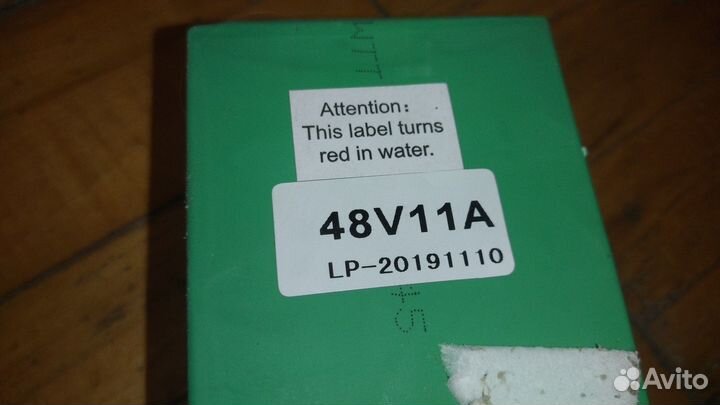 Attention:
This label turns
red in water.
48V11A
LP-20191110
Avito